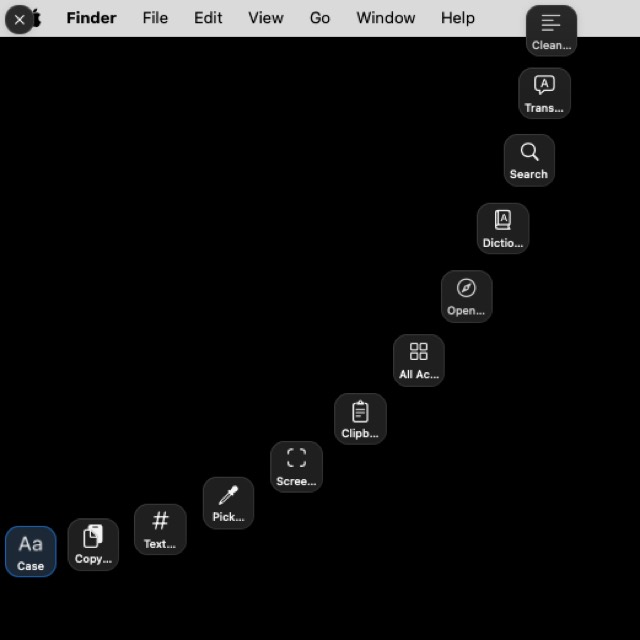 Finder File Edit View Go Window Help
Clean...
Trans...
Search
Dictio...
Open...
All Ac...
Clipb...
Scree...
Pick...
Text...
Copy...
Aa
Case